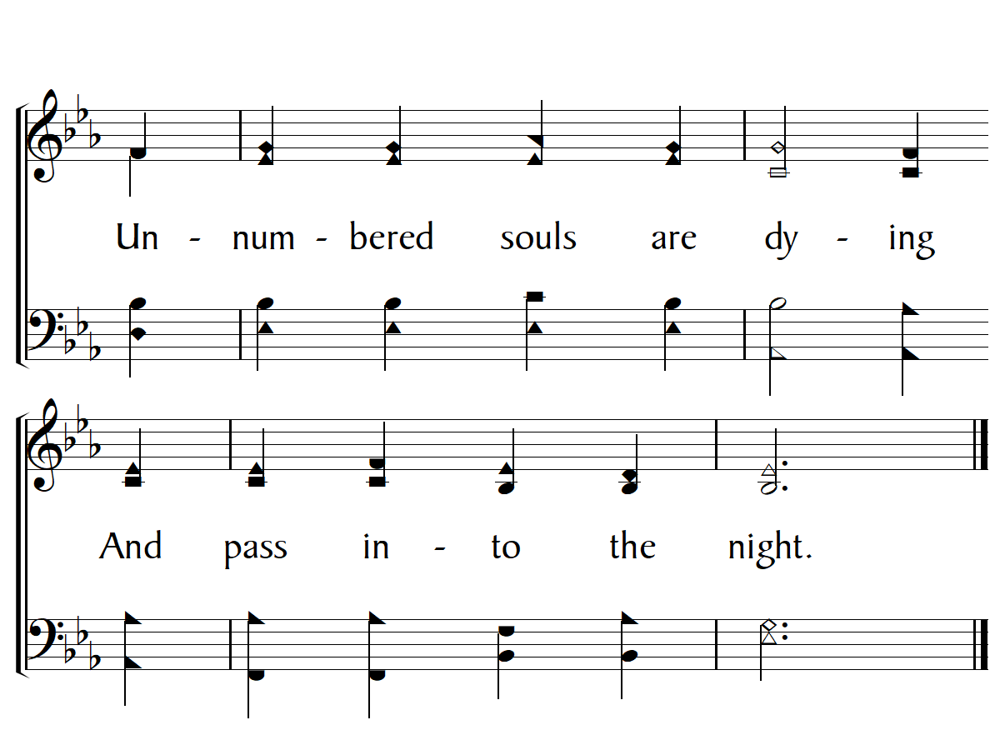 Un - num - bered souls are dy - ing
And pass in - to the night.